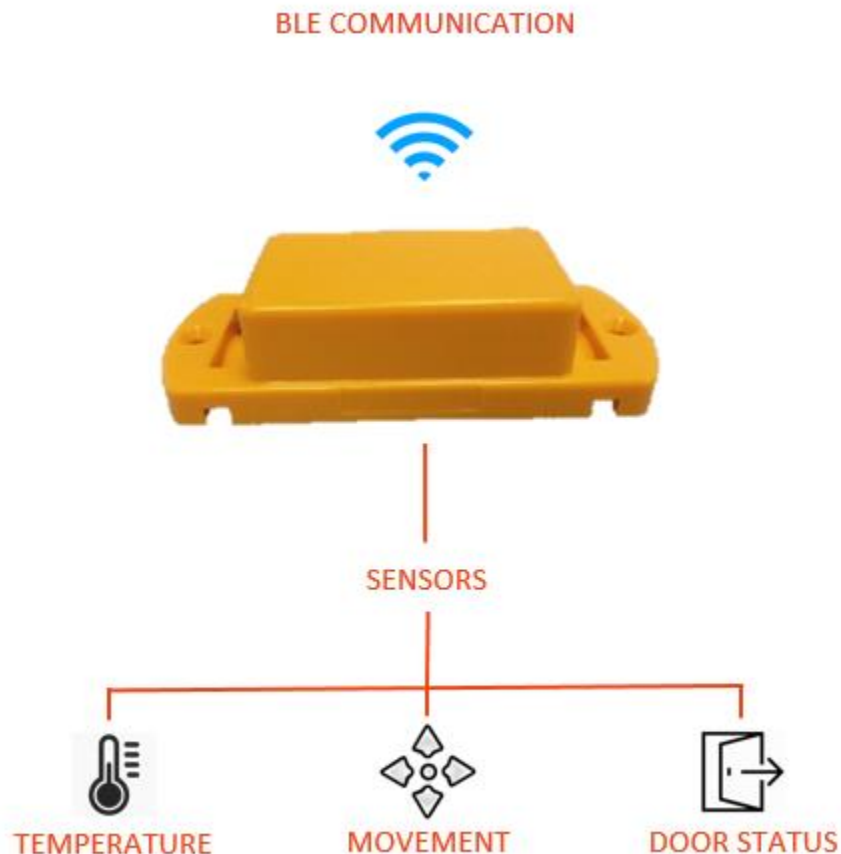 BLE COMMUNICATION
SENSORS
TEMPERATURE
MOVEMENT
DOOR STATUS